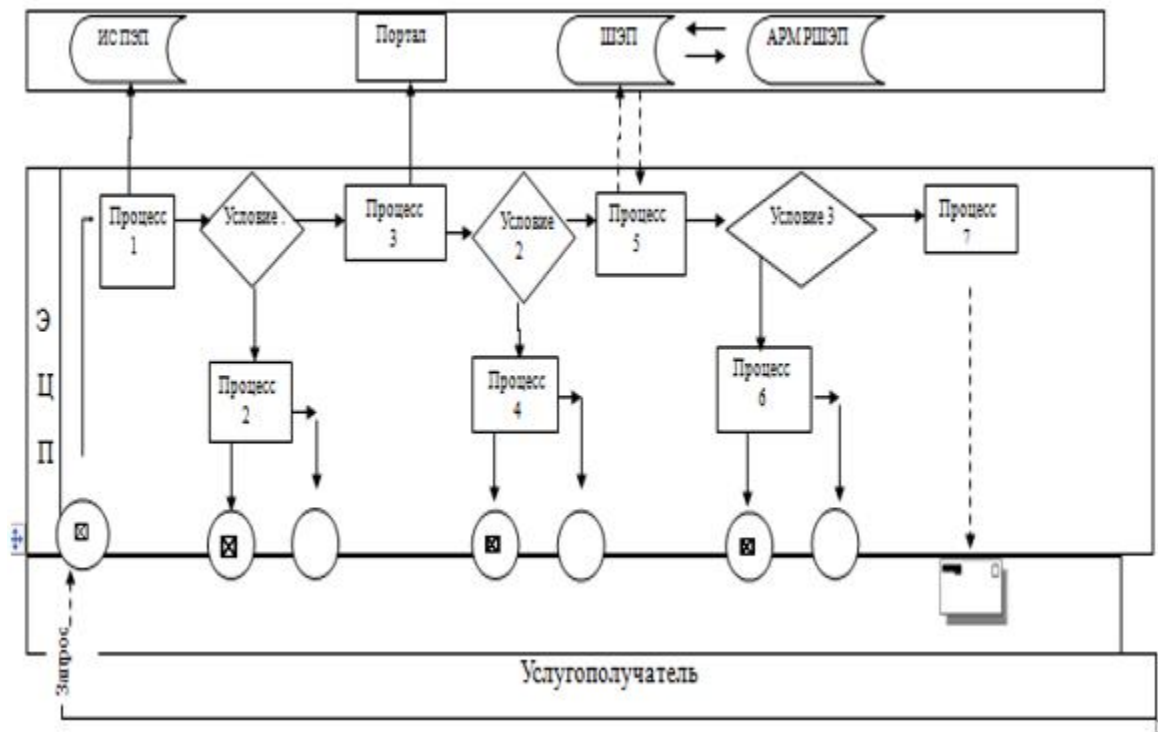 ИС ПЭП
Портал
ШЭП
АРМ РШЭП
Процесс
1
Условие .
Процесс
3
Условие
2
Процесс
5
Условие 3
Процесс
7
Э
Ц
П
Процесс
2
Процесс
4
Процесс
6
Запрос
Услугополучатель